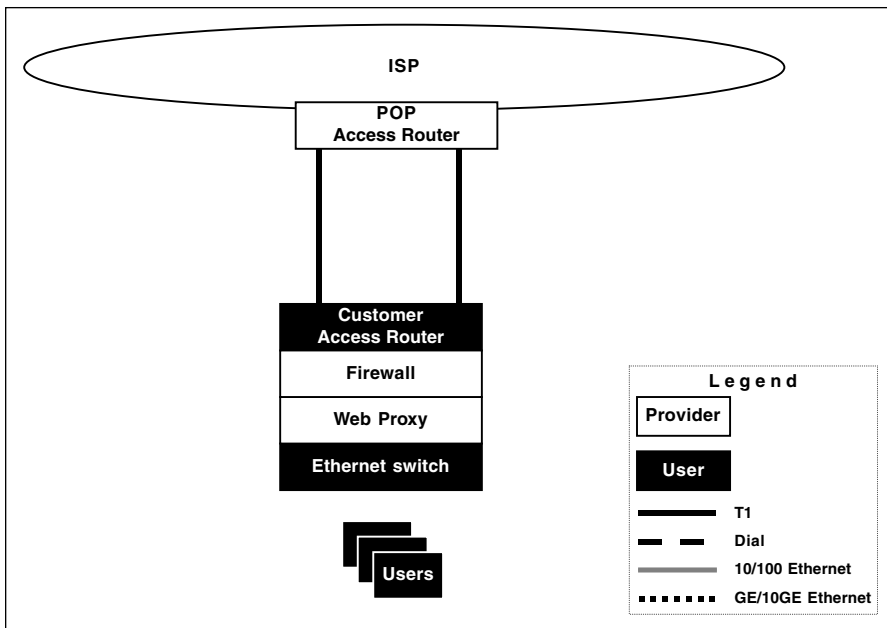 ISP
POP
Access Router
Customer
Access Router
Firewall
Web Proxy
Ethernet switch
Users
Legend
Provider
User
T1
Dial
10/100 Ethernet
GE/10GE Ethernet